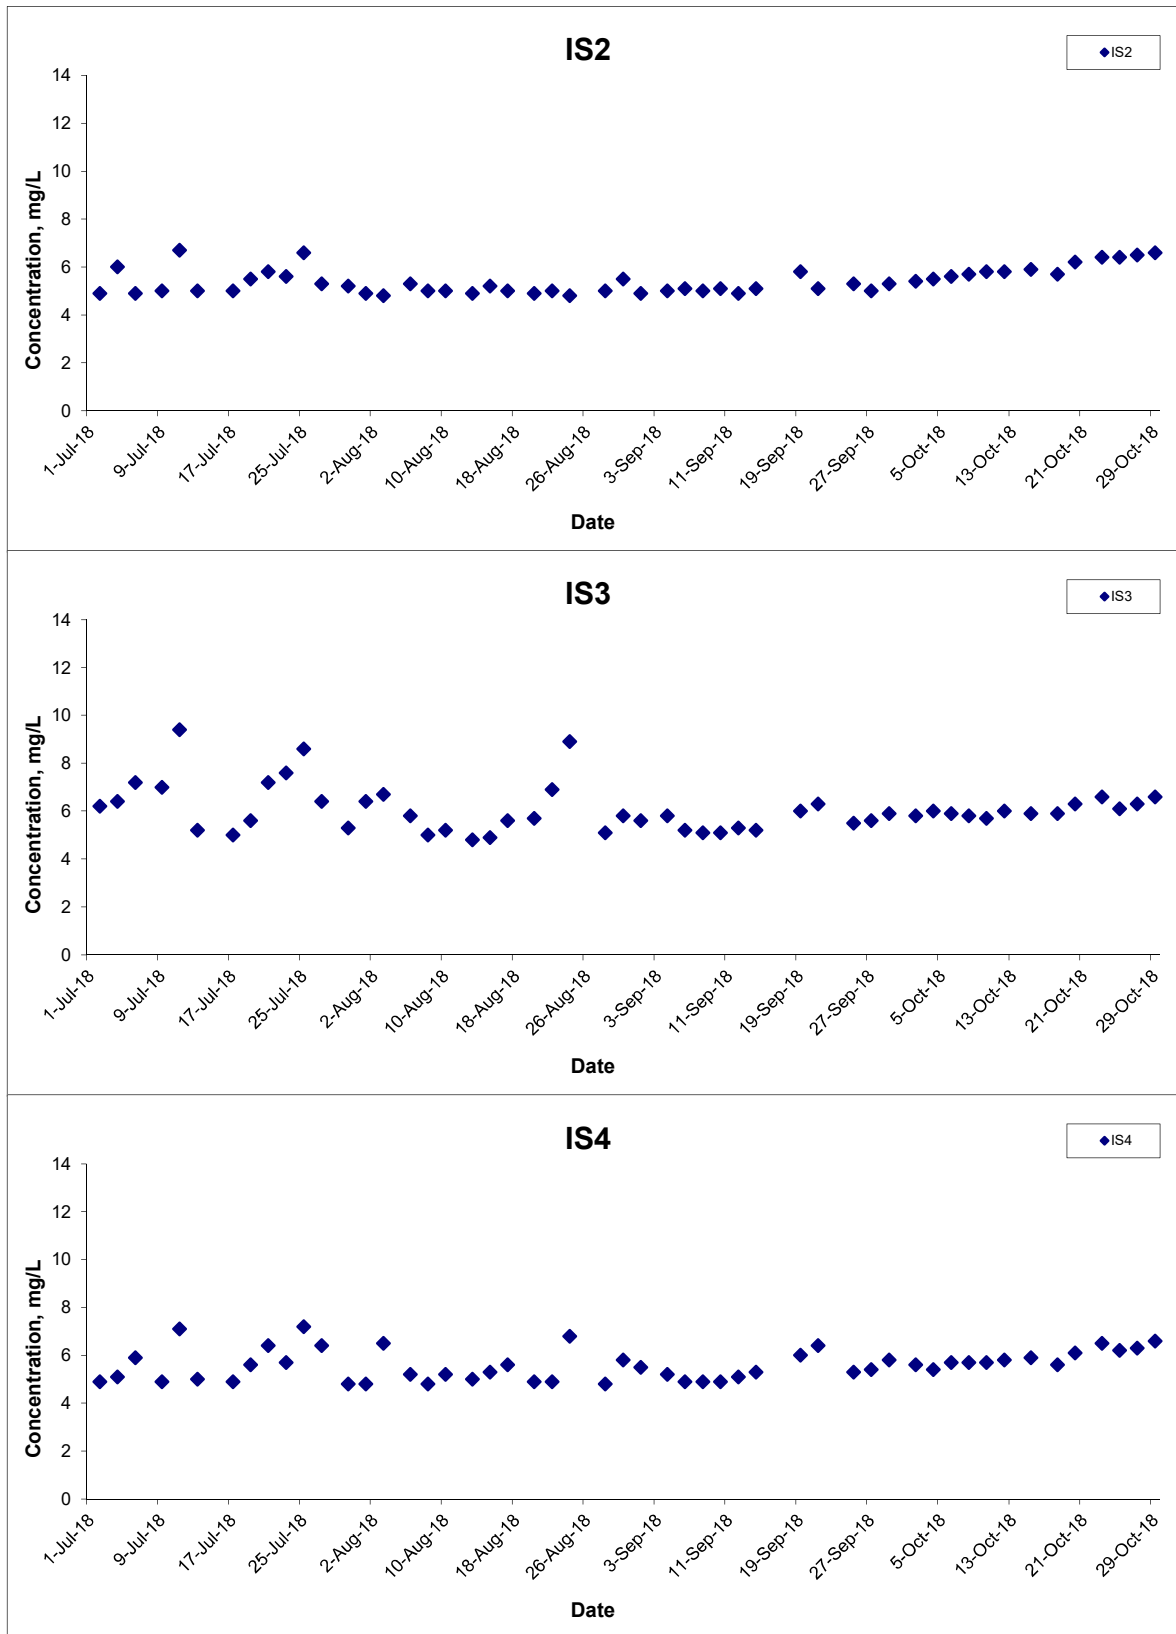 IS2
IS2
14
12
10
8
6
4
2
0
Concentration, mg/L
1-Jul-18
9-Jul-18
17-Jul-18
25-Jul-18
2-Aug-18
10-Aug-18
18-Aug-18
26-Aug-18
3-Sep-18
11-Sep-18
19-Sep-18
27-Sep-18
5-Oct-18
13-Oct-18
21-Oct-18
29-Oct-18
Date
IS3
IS3
14
12
10
8
6
4
2
0
Concentration, mg/L
1-Jul-18
9-Jul-18
17-Jul-18
25-Jul-18
2-Aug-18
10-Aug-18
18-Aug-18
26-Aug-18
3-Sep-18
11-Sep-18
19-Sep-18
27-Sep-18
5-Oct-18
13-Oct-18
21-Oct-18
29-Oct-18
Date
IS4
IS4
14
12
10
8
6
4
2
0
Concentration, mg/L
1-Jul-18
9-Jul-18
17-Jul-18
25-Jul-18
2-Aug-18
10-Aug-18
18-Aug-18
26-Aug-18
3-Sep-18
11-Sep-18
19-Sep-18
27-Sep-18
5-Oct-18
13-Oct-18
21-Oct-18
29-Oct-18
Date